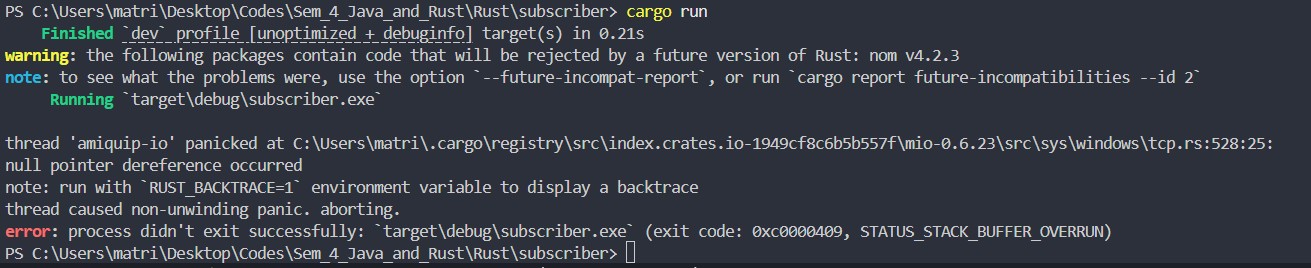 PS C:\Users\matri\Desktop\Codes\Sem_4_Java_and_Rust\Rust\subscriber> cargo run
Finished `dev` profile [unoptimized + debuginfo] target(s) in 0.21s
warning: the following packages contain code that will be rejected by a future version of Rust: nom v4.2.3
note: to see what the problems were, use the option `--future-incompat-report`, or run `cargo report future-incompatibilities --id 2`
Running `target\debug\subscriber.exe`
thread 'amiquip-io' panicked at C:\Users\matri\.cargo\registry\src\index.crates.io-1949cf8c6b5b557f\mio-0.6.23\src\sys\windows\tcp.rs:528:25:
null pointer dereference occurred
note: run with `RUST_BACKTRACE=1` environment variable to display a backtrace
thread caused non-unwinding panic. aborting.
error: process didn't exit successfully: `target\debug\subscriber.exe` (exit code: 0xc0000409, STATUS_STACK_BUFFER_OVERRUN)
PS C:\Users\matri\Desktop\Codes\Sem_4_Java_and_Rust\Rust\subscriber>